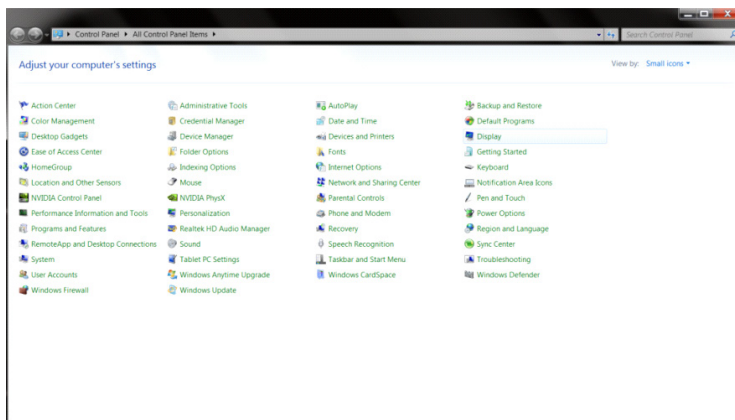 Control Panel All Control Panel Items Search Control Panel
Adjust your computer's settings View by: Small icons
Action Center Administrative Tools AutoPlay Backup and Restore
Color Management Credential Manager Date and Time Default Programs
Desktop Gadgets Device Manager Devices and Printers Display
Ease of Access Center Folder Options Fonts Getting Started
HomeGroup Indexing Options Internet Options Keyboard
Location and Other Sensors Mouse Network and Sharing Center Notification Area Icons
NVIDIA Control Panel NVIDIA PhysX Parental Controls Pen and Touch
Performance Information and Tools Personalization Phone and Modem Power Options
Programs and Features Realtek HD Audio Manager Recovery Region and Language
RemoteApp and Desktop Connections Sound Speech Recognition Sync Center
System Tablet PC Settings Taskbar and Start Menu Troubleshooting
User Accounts Windows Anytime Upgrade Windows CardSpace Windows Defender
Windows Firewall Windows Update